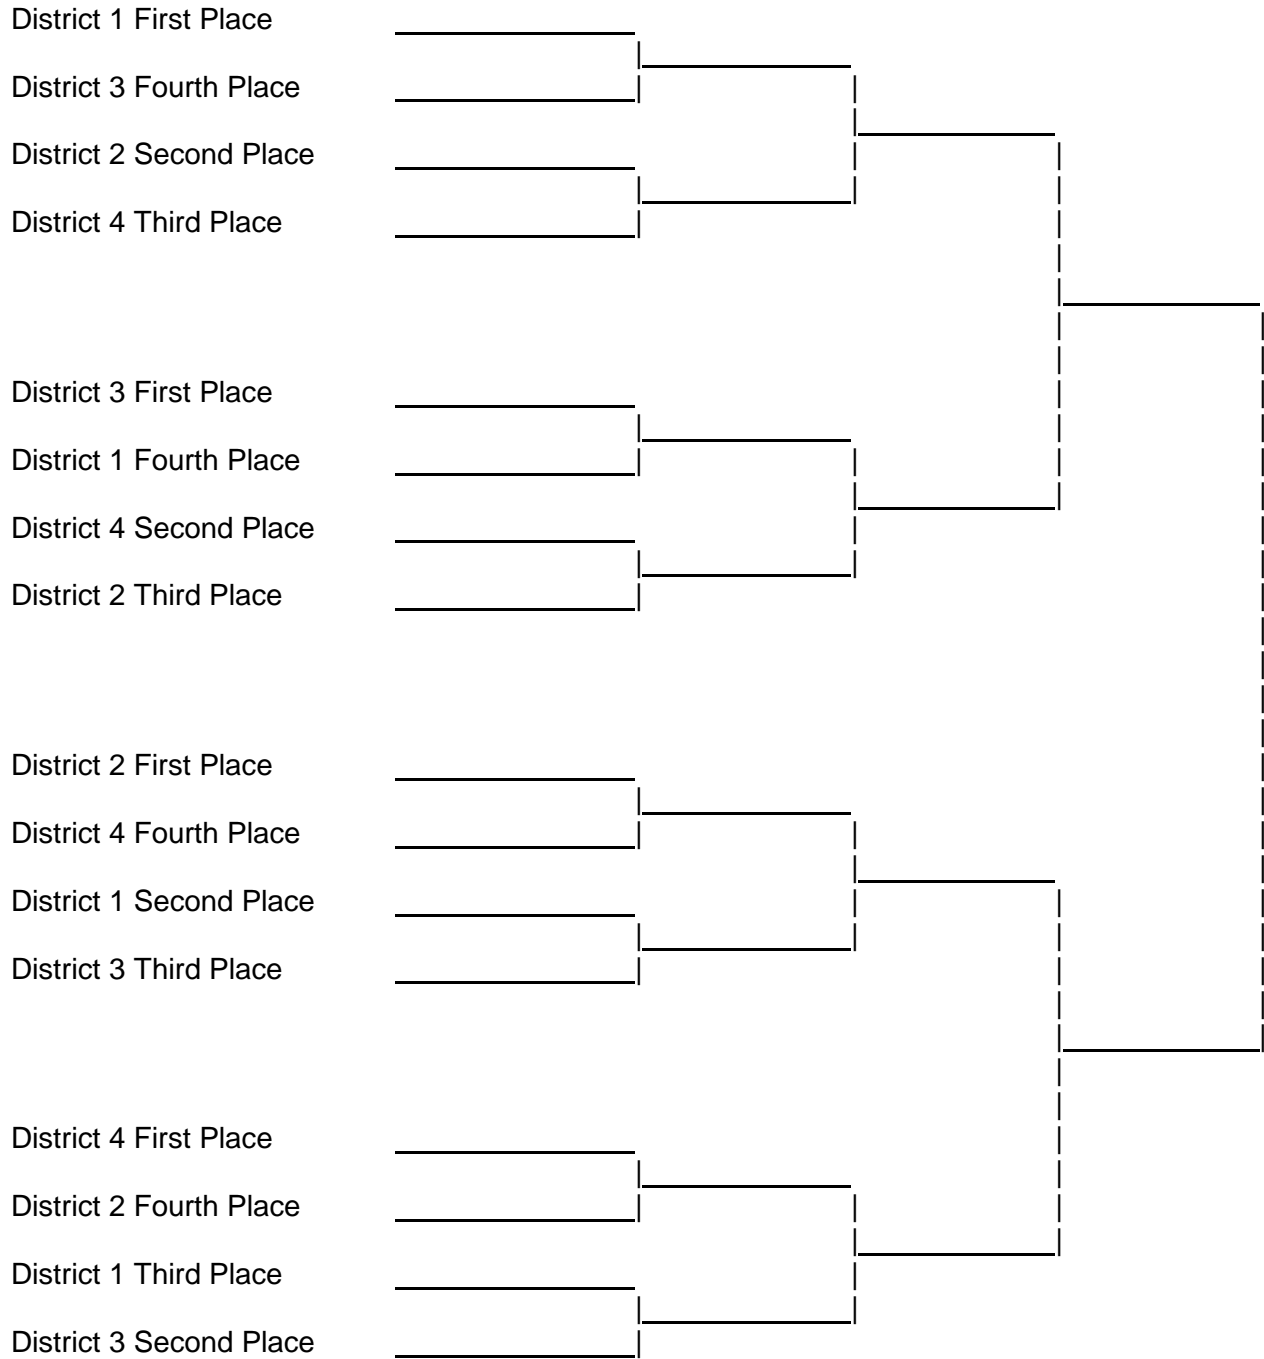 District 1 First Place
District 3 Fourth Place
District 2 Second Place
District 4 Third Place
District 3 First Place
District 1 Fourth Place
District 4 Second Place
District 2 Third Place
District 2 First Place
District 4 Fourth Place
District 1 Second Place
District 3 Third Place
District 4 First Place
District 2 Fourth Place
District 1 Third Place
District 3 Second Place